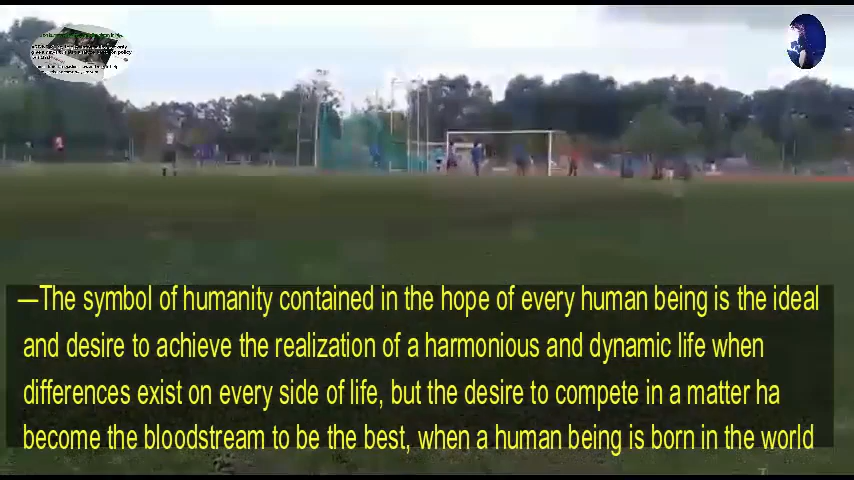 —The symbol of humanity contained in the hope of every human being is the ideal
and desire to achieve the realization of a harmonious and dynamic life when
differences exist on every side of life, but the desire to compete in a matter ha
become the bloodstream to be the best, when a human being is born in the world